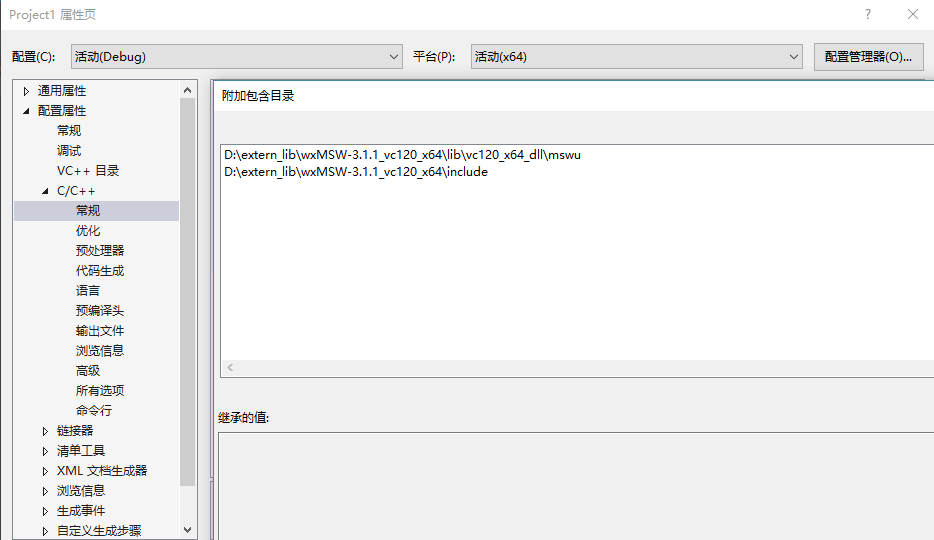 Project1 属性页
配置(C): 活动(Debug) 平台(P): 活动(x64) 配置管理器(O)...
通用属性
配置属性
常规
调试
VC++ 目录
C/C++
常规
优化
预处理器
代码生成
语言
预编译头
输出文件
浏览信息
高级
所有选项
命令行
链接器
清单工具
XML 文档生成器
浏览信息
生成事件
自定义生成步骤
附加包含目录
D:\extern_lib\wxMSW-3.1.1_vc120_x64\lib\vc120_x64_dll\mswu
D:\extern_lib\wxMSW-3.1.1_vc120_x64\include
继承的值: